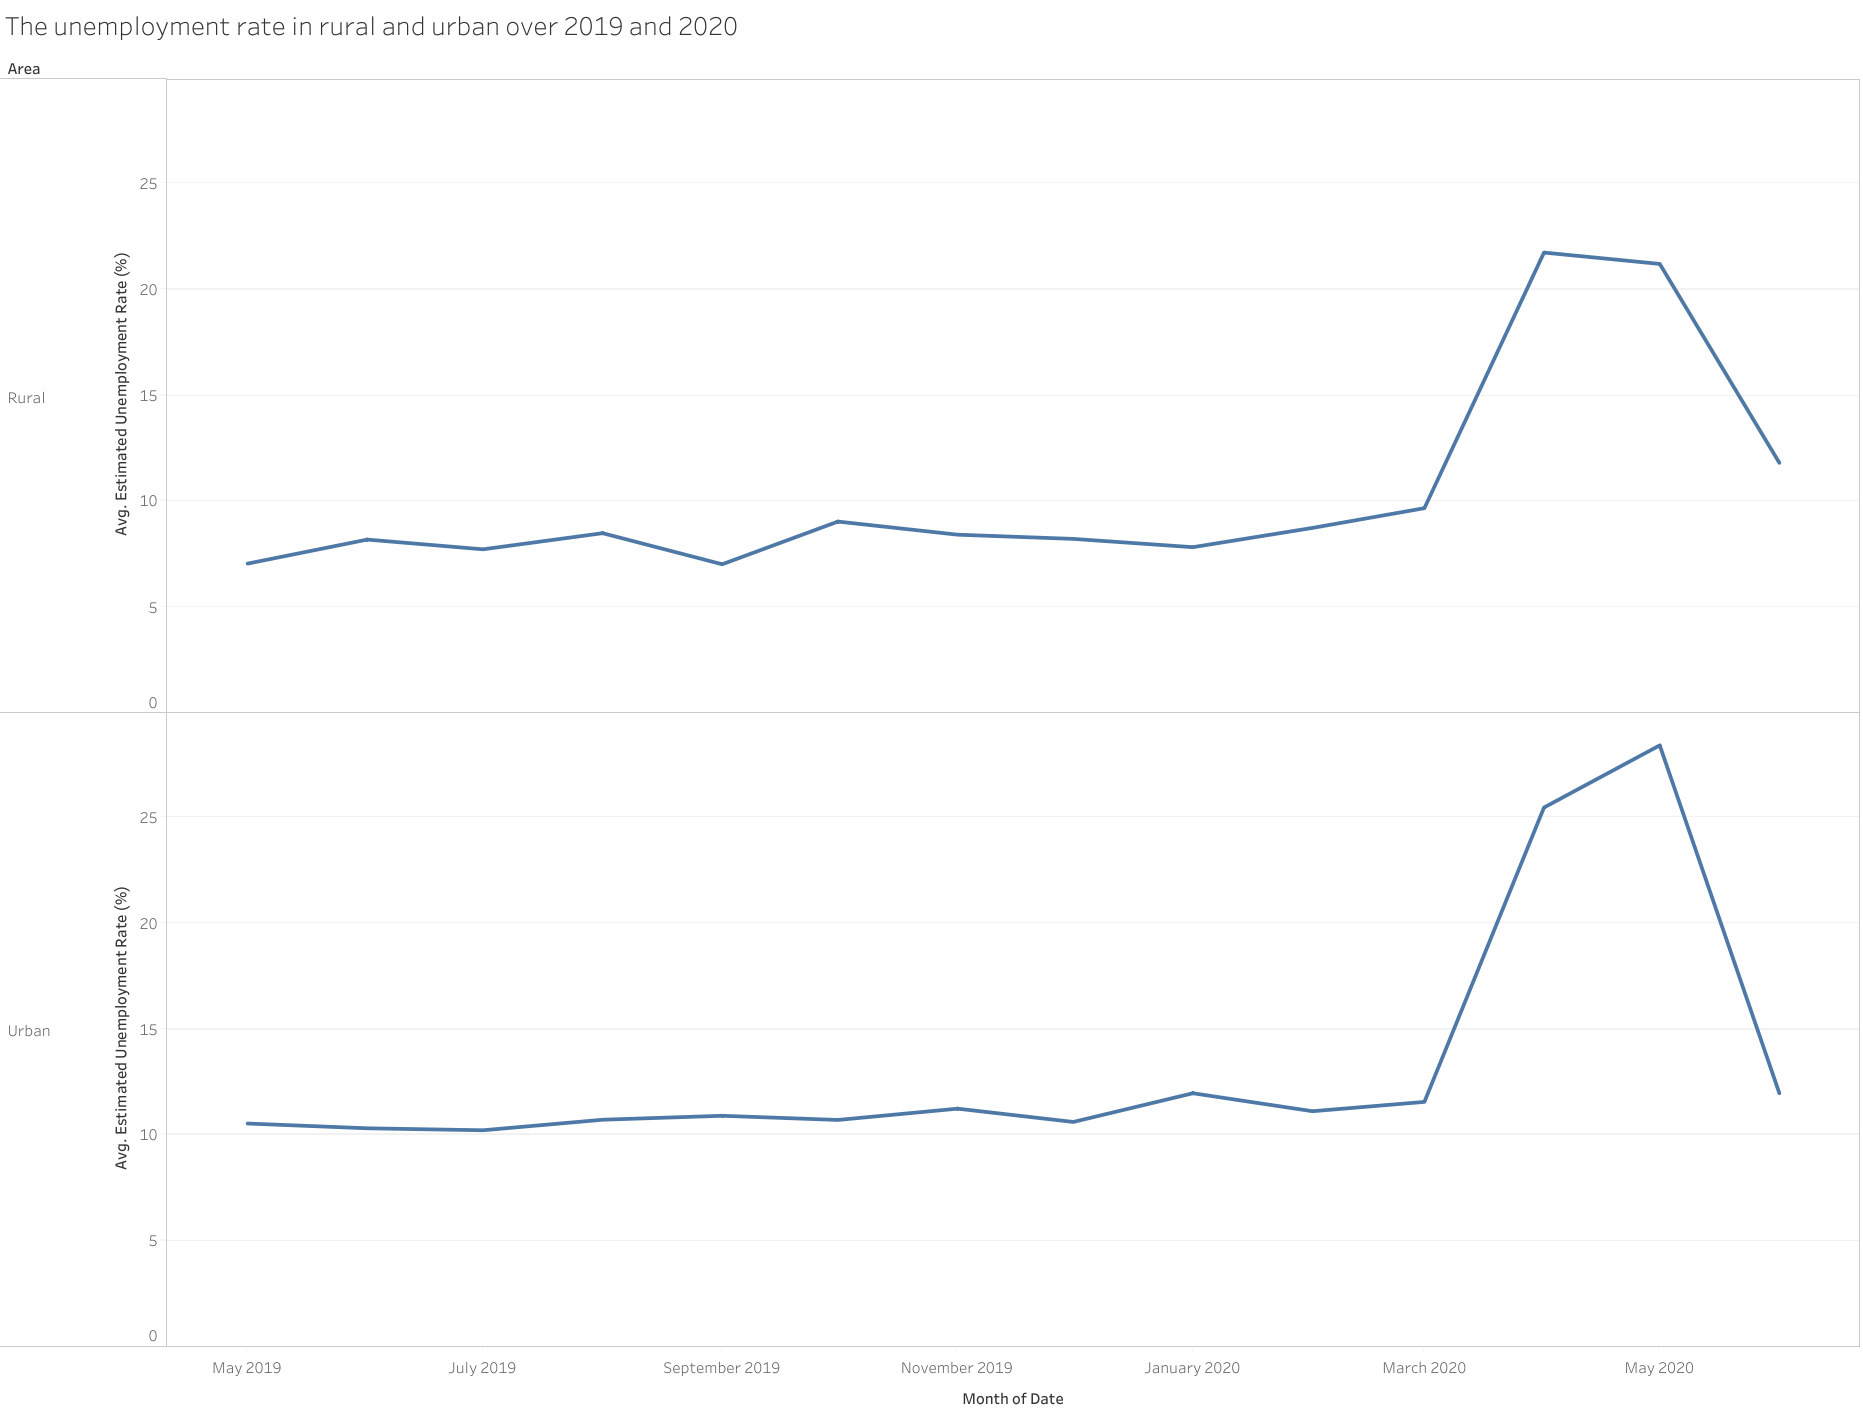 The unemployment rate in rural and urban over 2019 and 2020
Area
Rural
Avg. Estimated Unemployment Rate (%)
25
20
15
10
5
0
Urban
Avg. Estimated Unemployment Rate (%)
25
20
15
10
5
0
May 2019 July 2019 September 2019 November 2019 January 2020 March 2020 May 2020
Month of Date